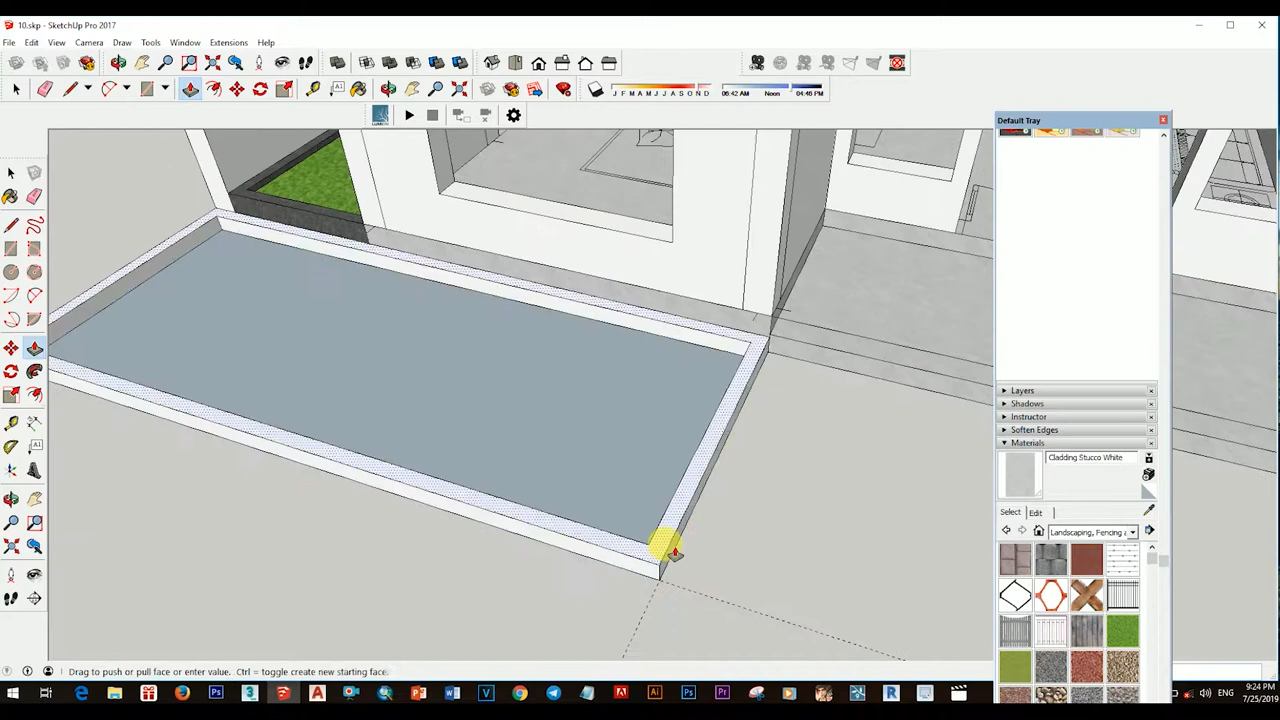 10.skp - SketchUp Pro 2017
File Edit View Camera Draw Tools Window Extensions Help
J F M A M J J A S O N D 06:42 AM Noon 04:46 PM
LUMION
Default Tray
Layers
Shadows
Instructor
Soften Edges
Materials
Cladding Stucco White
Select Edit
Landscaping, Fencing a
Drag to push or pull face or enter value. Ctrl = toggle create new starting face.
ENG
9:24 PM
7/25/2019